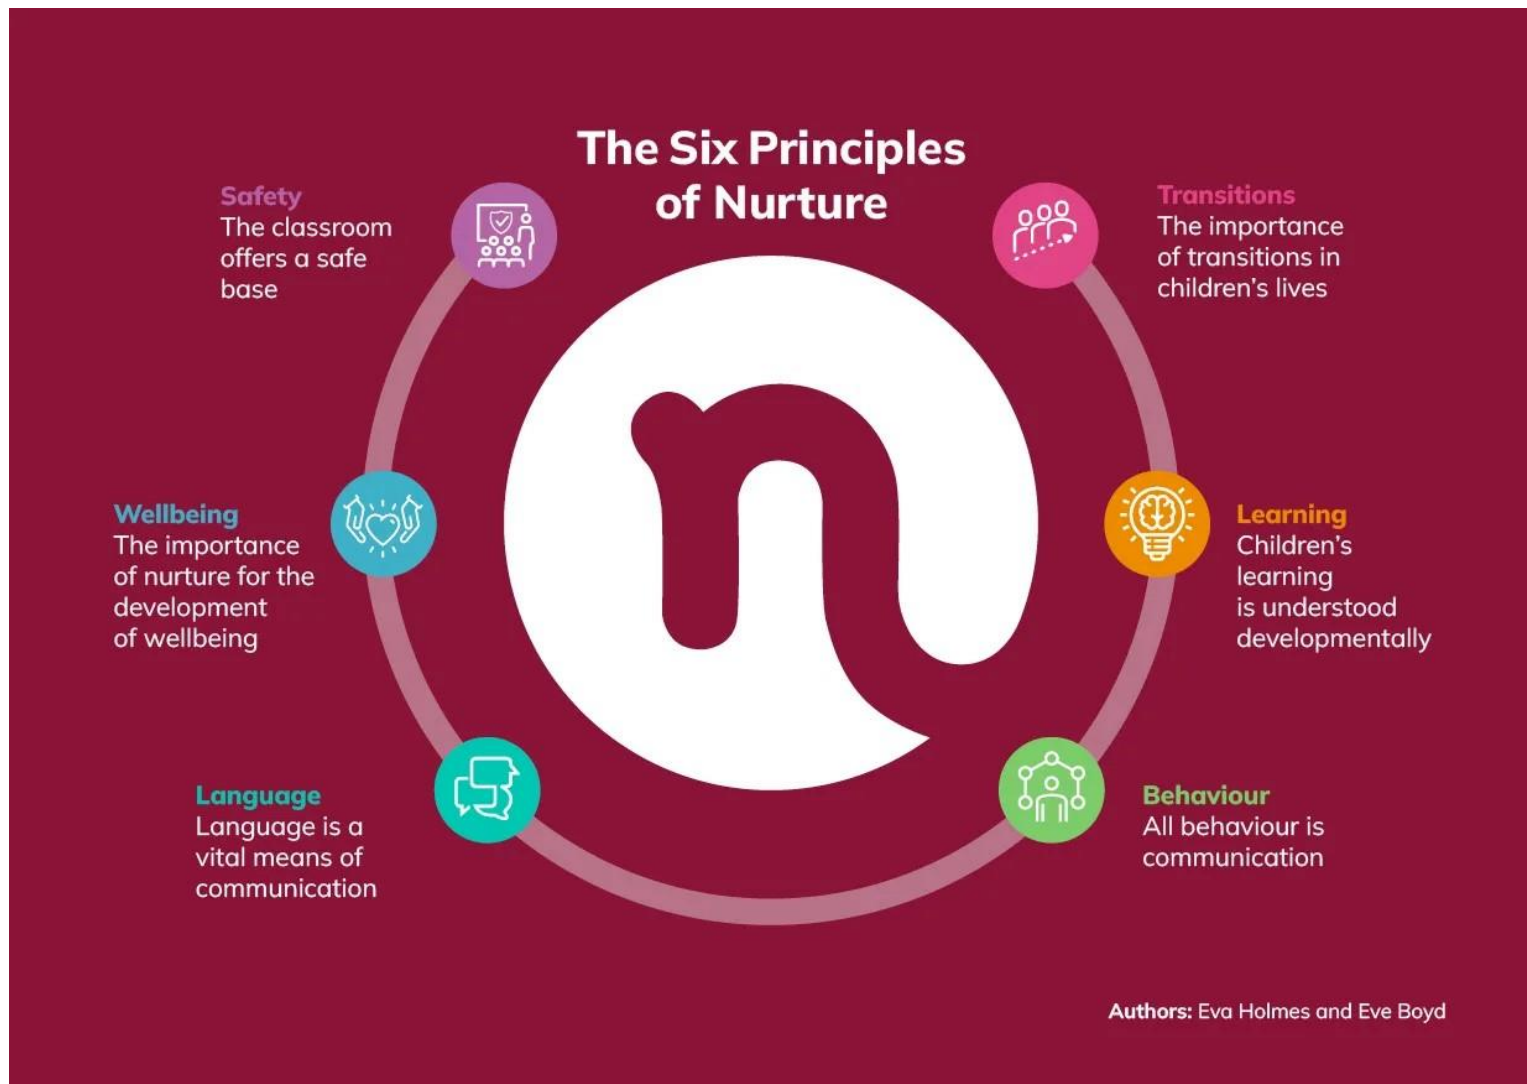 The Six Principles
of Nurture
Safety
The classroom
offers a safe
base
Transitions
The importance
of transitions in
children's lives
Wellbeing
The importance
of nurture for the
development
of wellbeing
Learning
Children's
learning
is understood
developmentally
Language
Language is a
vital means of
communication
Behaviour
All behaviour is
communication
n
Authors: Eva Holmes and Eve Boyd